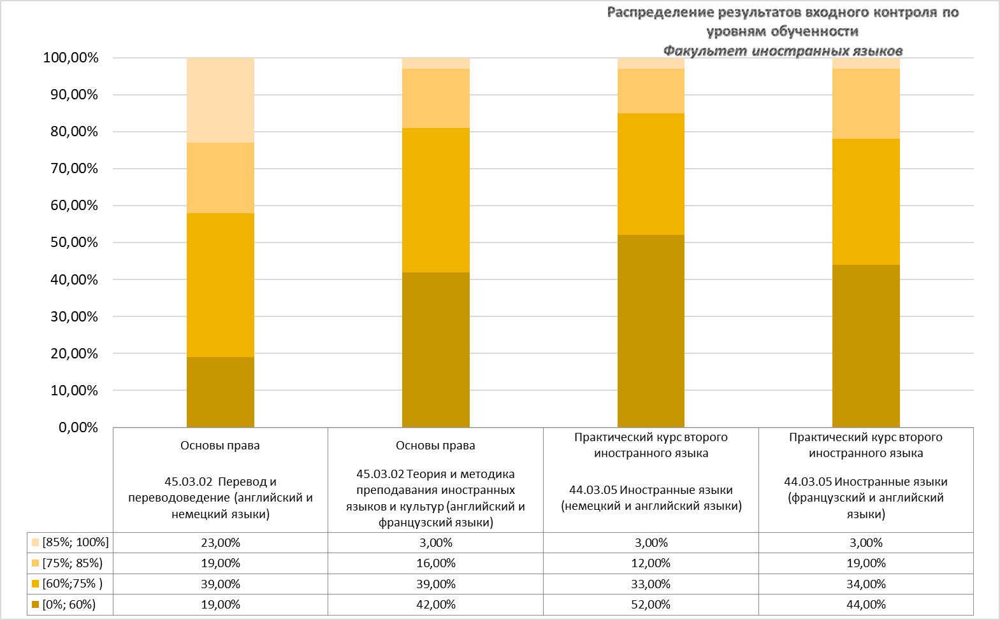 Распределение результатов входного контроля по
уровням обученности
Факультет иностранных языков
100,00%
90,00%
80,00%
70,00%
60,00%
50,00%
40,00%
30,00%
20,00%
10,00%
0,00%
Основы права
45.03.02 Перевод и
переводоведение (английский и
немецкий языки)
Основы права
45.03.02 Теория и методика
преподавания иностранных
языков и культур (английский и
французский языки)
Практический курс второго
иностранного языка
44.03.05 Иностранные языки
(немецкий и английский языки)
Практический курс второго
иностранного языка
44.03.05 Иностранные языки
(французский и английский
языки)
[85%; 100%] 23,00% 3,00% 3,00% 3,00%
[75%; 85%) 19,00% 16,00% 12,00% 19,00%
[60%;75% ) 39,00% 39,00% 33,00% 34,00%
[0%; 60%) 19,00% 42,00% 52,00% 44,00%